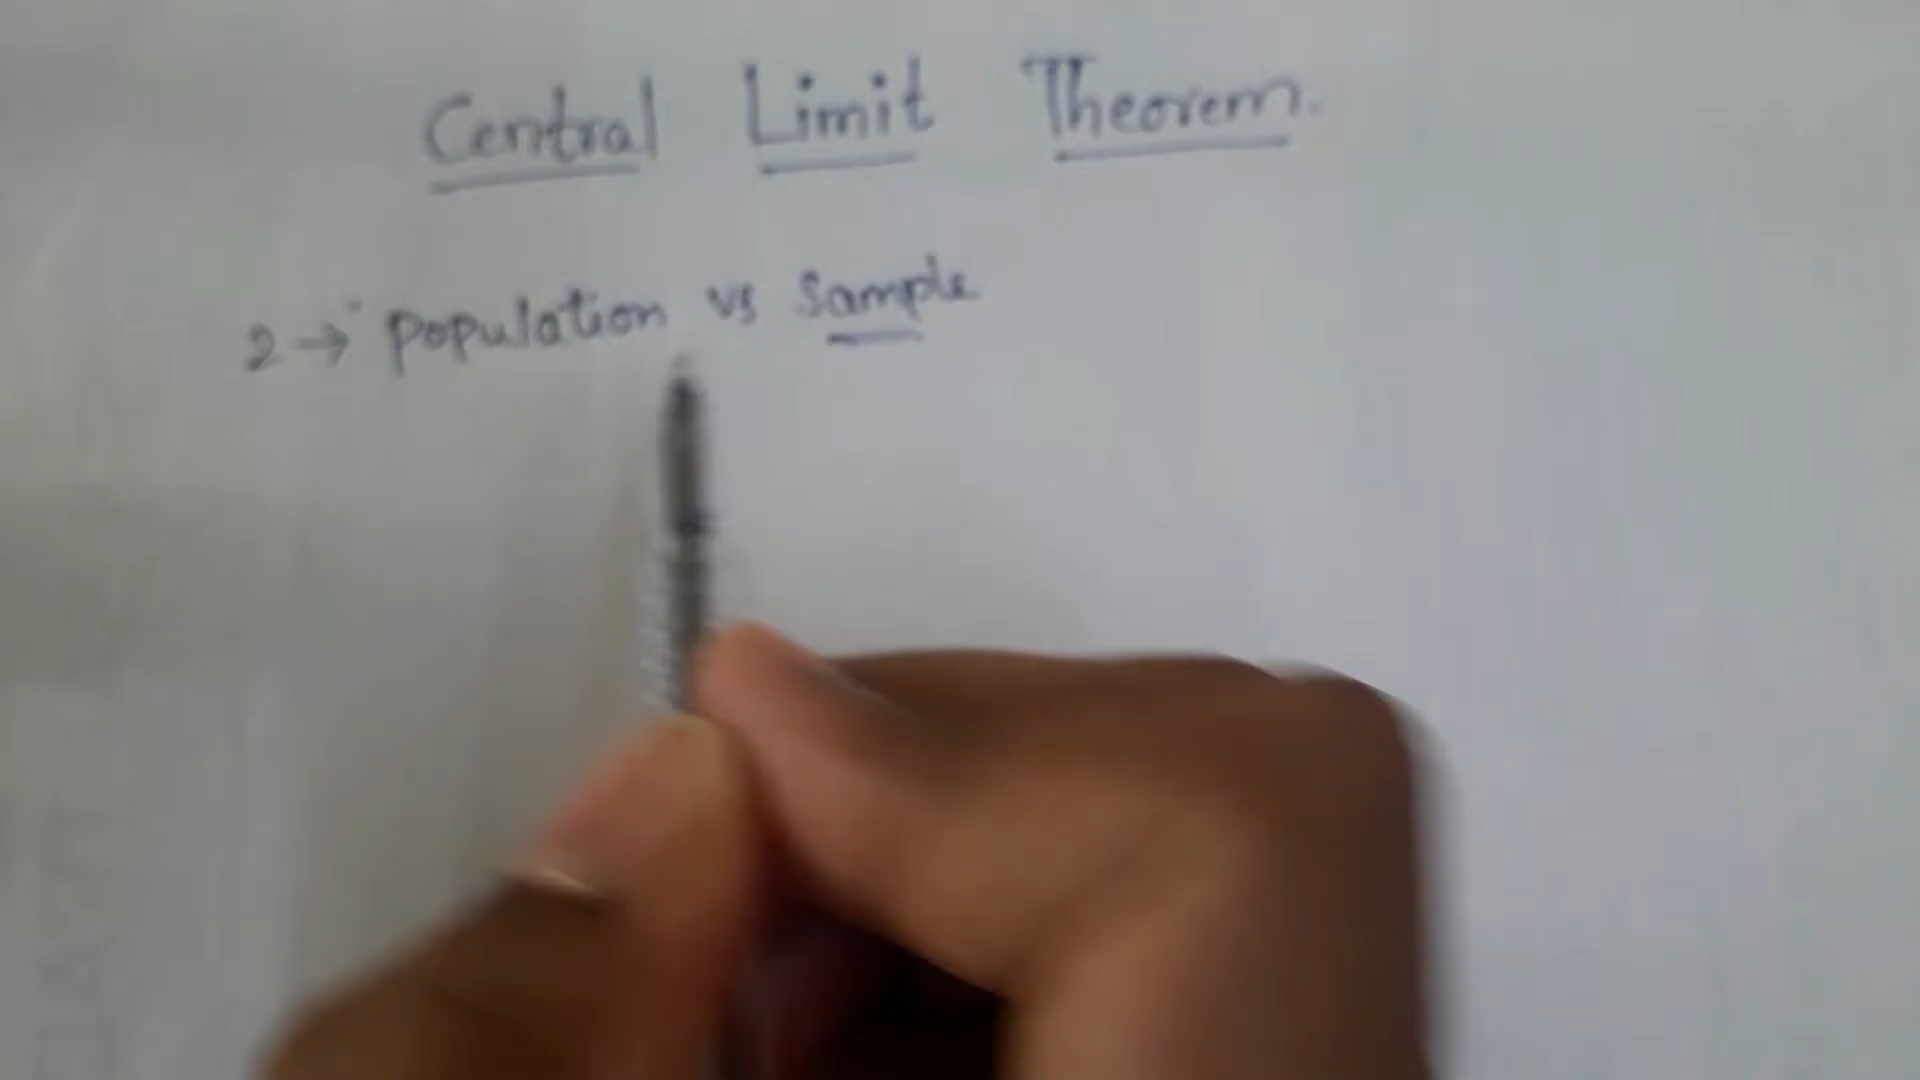 Central Limit Theorem.
2 → population vs Sample